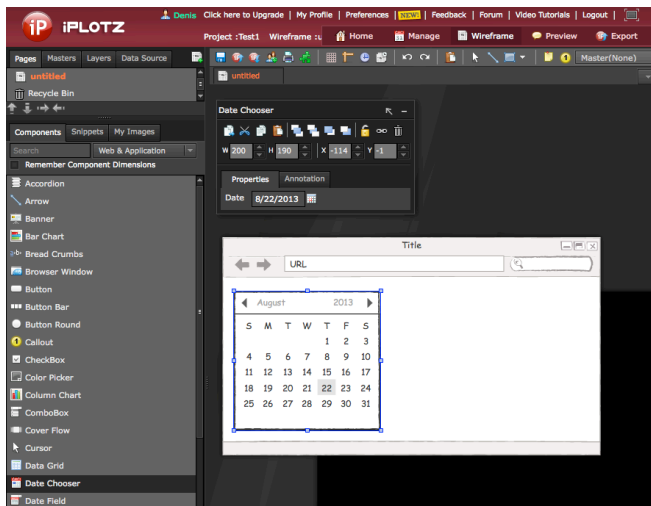 Denis Click here to Upgrade | My Profile | Preferences | NEW! | Feedback | Forum | Video Tutorials | Logout |
iP iPLOTZ
Project :Test1 Wireframe :u Home Manage Wireframe Preview Export
Pages Masters Layers Data Source
1 Master(None)
untitled
untitled
Recycle Bin
Date Chooser
Components Snippets My Images
Search Web & Application
W 200 H 190 X -114 Y -1
Remember Component Dimensions
Properties Annotation
Accordion
Date 8/22/2013
Arrow
Banner
Bar Chart
Bread Crumbs
Browser Window
Button
Button Bar
Button Round
1 Callout
CheckBox
Color Picker
Column Chart
ComboBox
Cover Flow
Cursor
Data Grid
Date Chooser
Date Field
Title
URL
August 2013
S M T W T F S
1 2 3
4 5 6 7 8 9 10
11 12 13 14 15 16 17
18 19 20 21 22 23 24
25 26 27 28 29 30 31